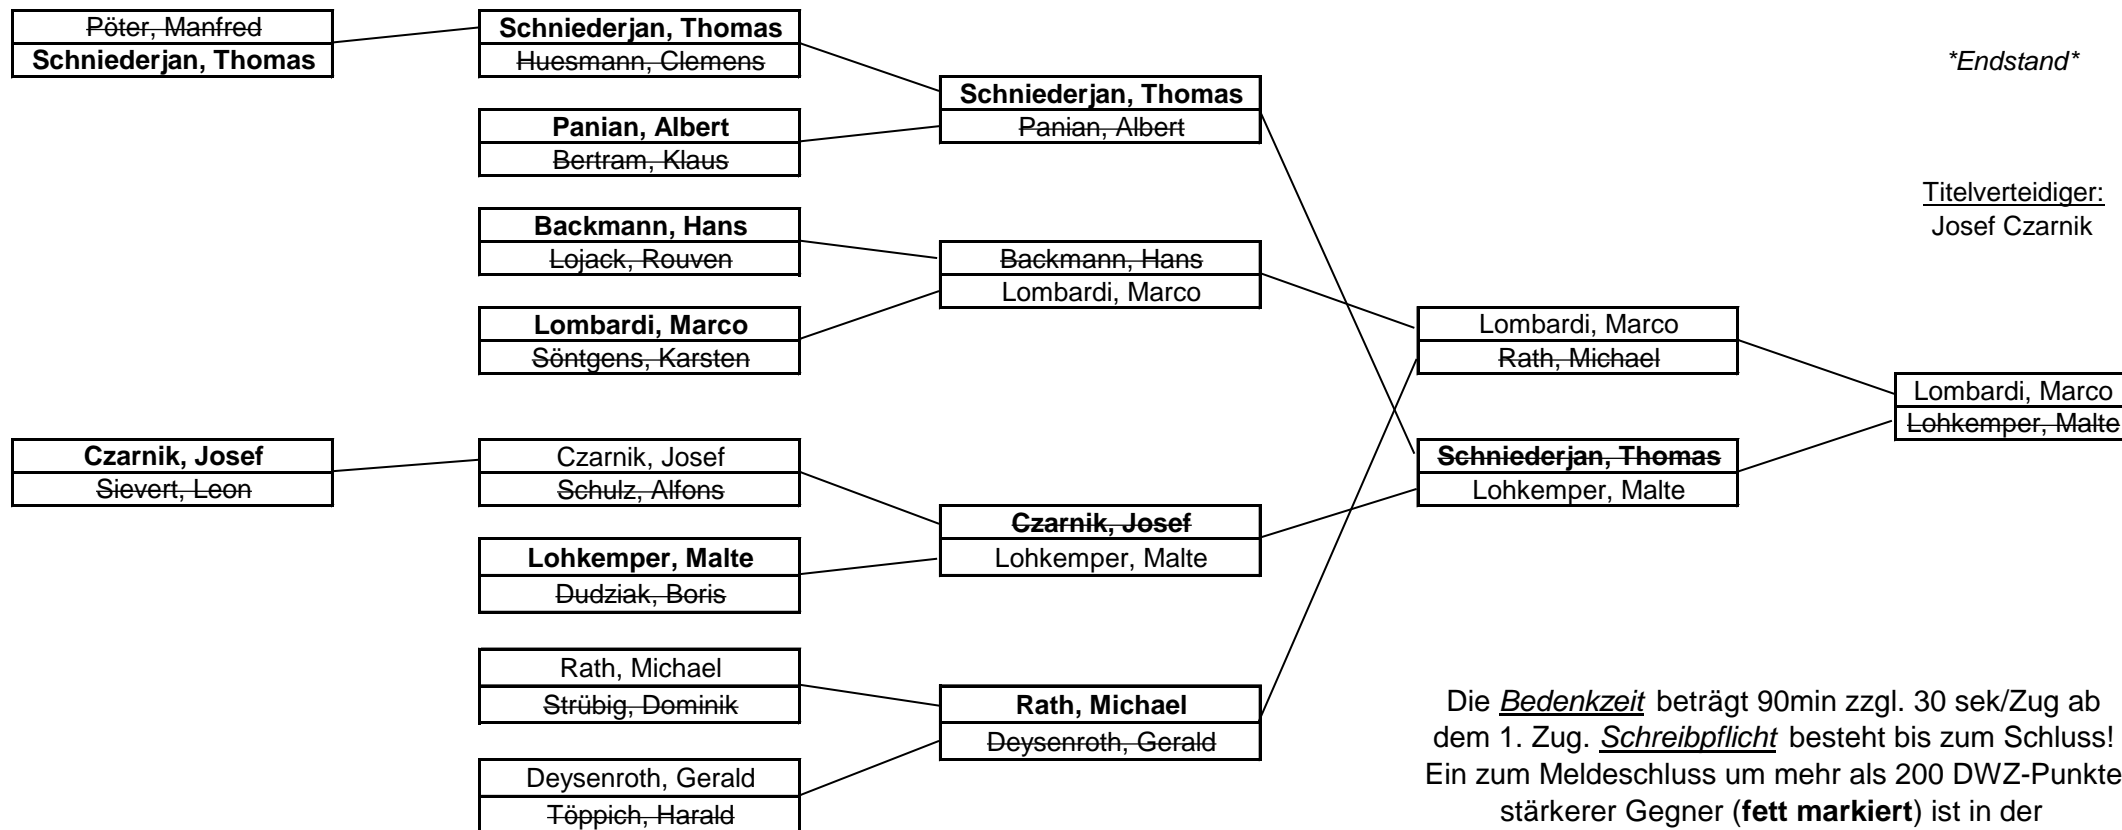 Pöter, Manfred
Schniederjan, Thomas
Czarnik, Josef
Sievert, Leon
Schniederjan, Thomas
Huesmann, Clemens
Panian, Albert
Bertram, Klaus
Backmann, Hans
Lojack, Rouven
Lombardi, Marco
Söntgens, Karsten
Czarnik, Josef
Schulz, Alfons
Lohkemper, Malte
Dudziak, Boris
Rath, Michael
Strübig, Dominik
Deysenroth, Gerald
Töppich, Harald
Schniederjan, Thomas
Panian, Albert
Backmann, Hans
Lombardi, Marco
Czarnik, Josef
Lohkemper, Malte
Rath, Michael
Deysenroth, Gerald
Lombardi, Marco
Rath, Michael
Schniederjan, Thomas
Lohkemper, Malte
Lombardi, Marco
Lohkemper, Malte
*Endstand*
Titelverteidiger:
Josef Czarnik
Die Bedenkzeit beträgt 90min zzgl. 30 sek/Zug ab
dem 1. Zug. Schreibpflicht besteht bis zum Schluss!
Ein zum Meldeschluss um mehr als 200 DWZ-Punkte
stärkerer Gegner (fett markiert) ist in der